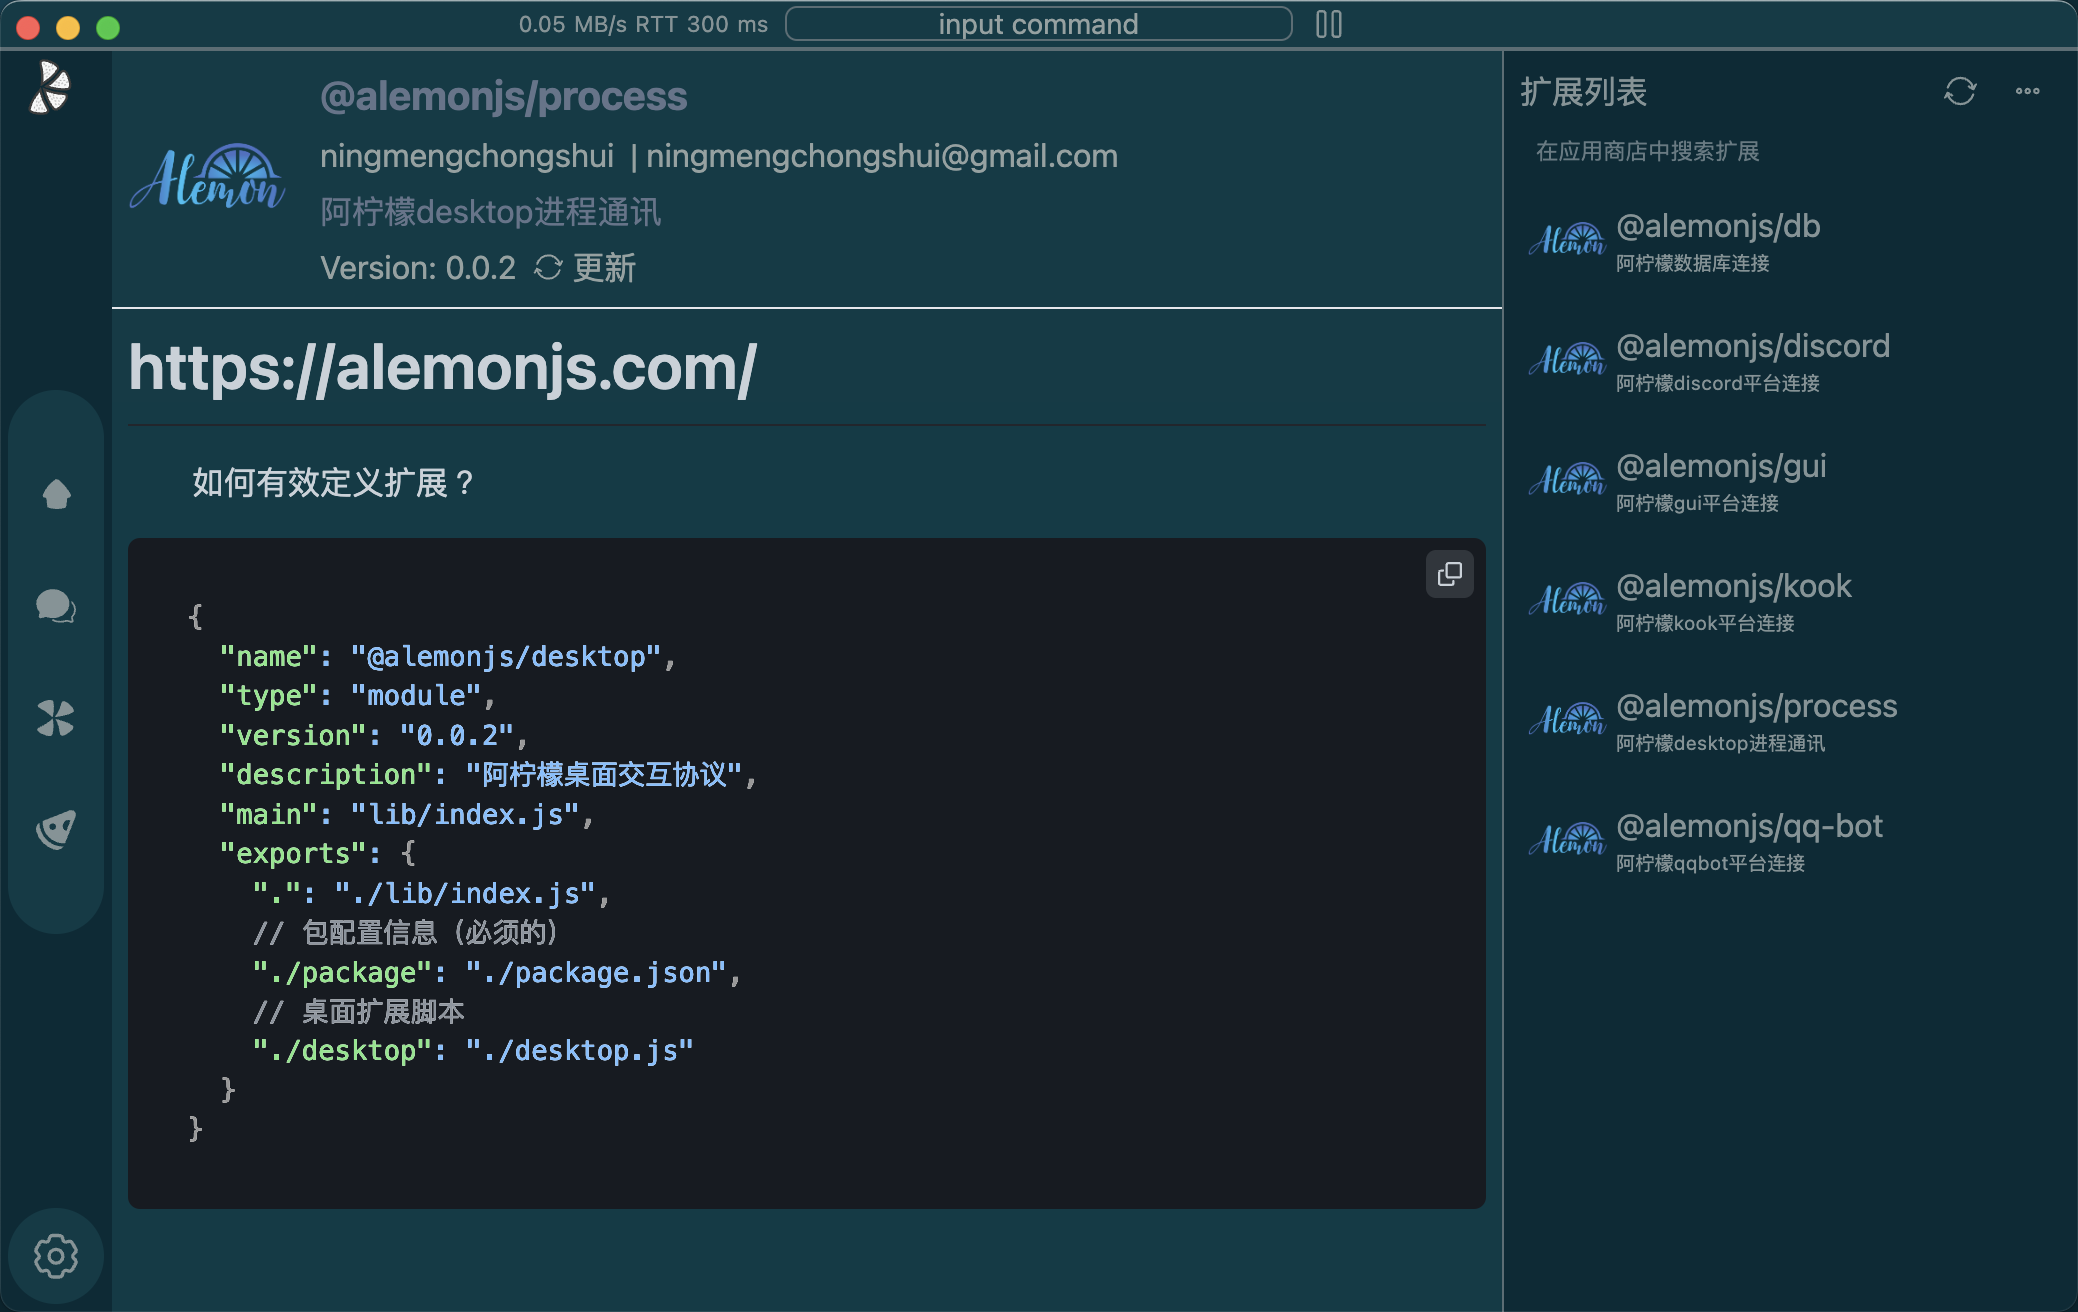 0.05 MB/s RTT 300 ms
input command
@alemonjs/process
ningmengchongshui | ningmengchongshui@gmail.com
Alemon
阿柠檬desktop进程通讯
Version: 0.0.2 更新
https://alemonjs.com/
如何有效定义扩展？
{
  "name": "@alemonjs/desktop",
  "type": "module",
  "version": "0.0.2",
  "description": "阿柠檬桌面交互协议",
  "main": "lib/index.js",
  "exports": {
    ".": "./lib/index.js",
    // 包配置信息（必须的）
    "./package": "./package.json",
    // 桌面扩展脚本
    "./desktop": "./desktop.js"
  }
}
扩展列表
在应用商店中搜索扩展
Alemon
@alemonjs/db
阿柠檬数据库连接
Alemon
@alemonjs/discord
阿柠檬discord平台连接
Alemon
@alemonjs/gui
阿柠檬gui平台连接
Alemon
@alemonjs/kook
阿柠檬kook平台连接
Alemon
@alemonjs/process
阿柠檬desktop进程通讯
Alemon
@alemonjs/qq-bot
阿柠檬qqbot平台连接